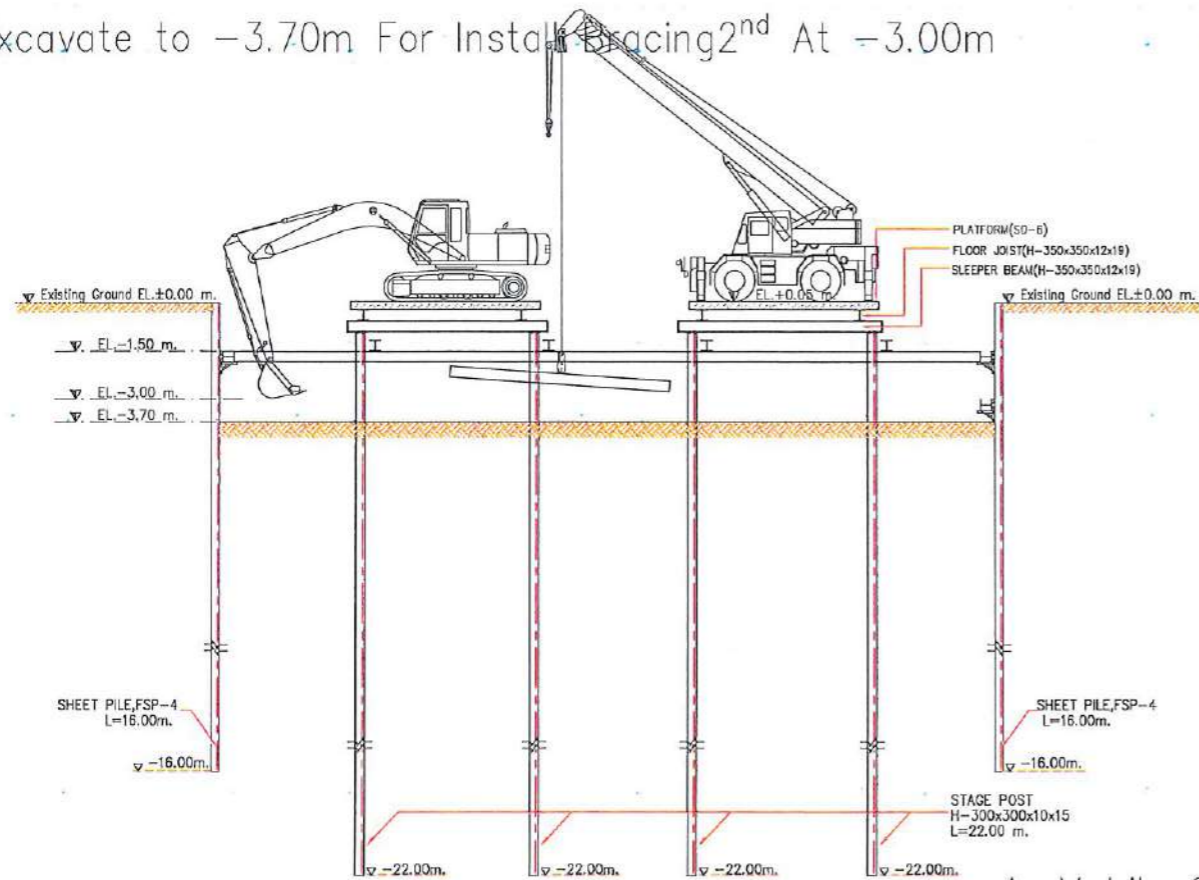 xcavate to -3.70m For Install Bracing2nd At -3.00m
PLATFORM(SO-6)
FLOOR JOIST(H-350x350x12x19)
SLEEPER BEAM(H-350x350x12x19)
Existing Ground EL.±0.00 m.
EL.+0.05 m.
Existing Ground EL.±0.00 m.
EL.-1.50 m.
EL.-3.00 m.
EL.-3.70 m.
SHEET PILE,FSP-4
L=16.00m.
SHEET PILE,FSP-4
L=16.00m.
-16.00m.
-16.00m.
STAGE POST
H-300x300x10x15
L=22.00 m.
-22.00m.
-22.00m.
-22.00m.
-22.00m.